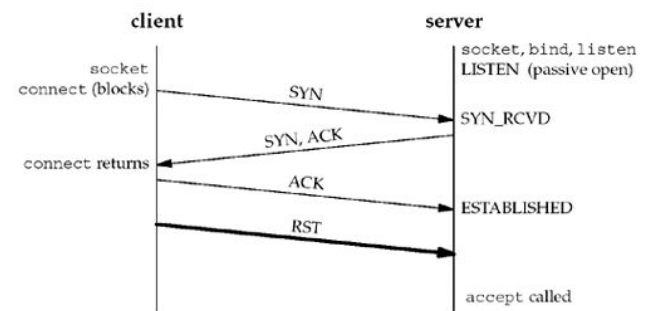 client
server
socket, bind, listen
LISTEN (passive open)
socket
connect (blocks)
SYN
SYN_RCVD
SYN, ACK
connect returns
ACK
ESTABLISHED
RST
accept called